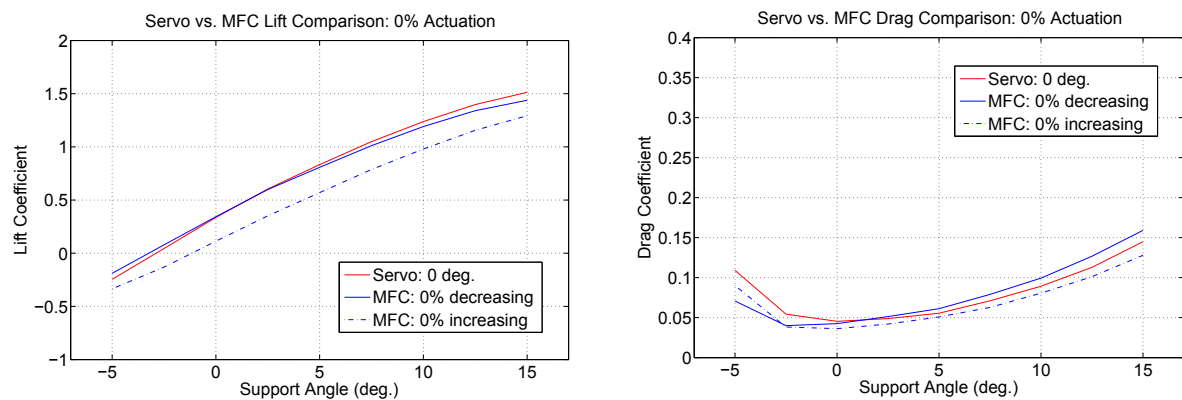 Servo vs. MFC Lift Comparison: 0% Actuation
2
1.5
1
0.5
0
−0.5
−1
Lift Coefficient
Servo: 0 deg.
MFC: 0% decreasing
MFC: 0% increasing
−5 0 5 10 15
Support Angle (deg.)
Servo vs. MFC Drag Comparison: 0% Actuation
0.4
0.35
0.3
0.25
0.2
0.15
0.1
0.05
0
Drag Coefficient
Servo: 0 deg.
MFC: 0% decreasing
MFC: 0% increasing
−5 0 5 10 15
Support Angle (deg.)